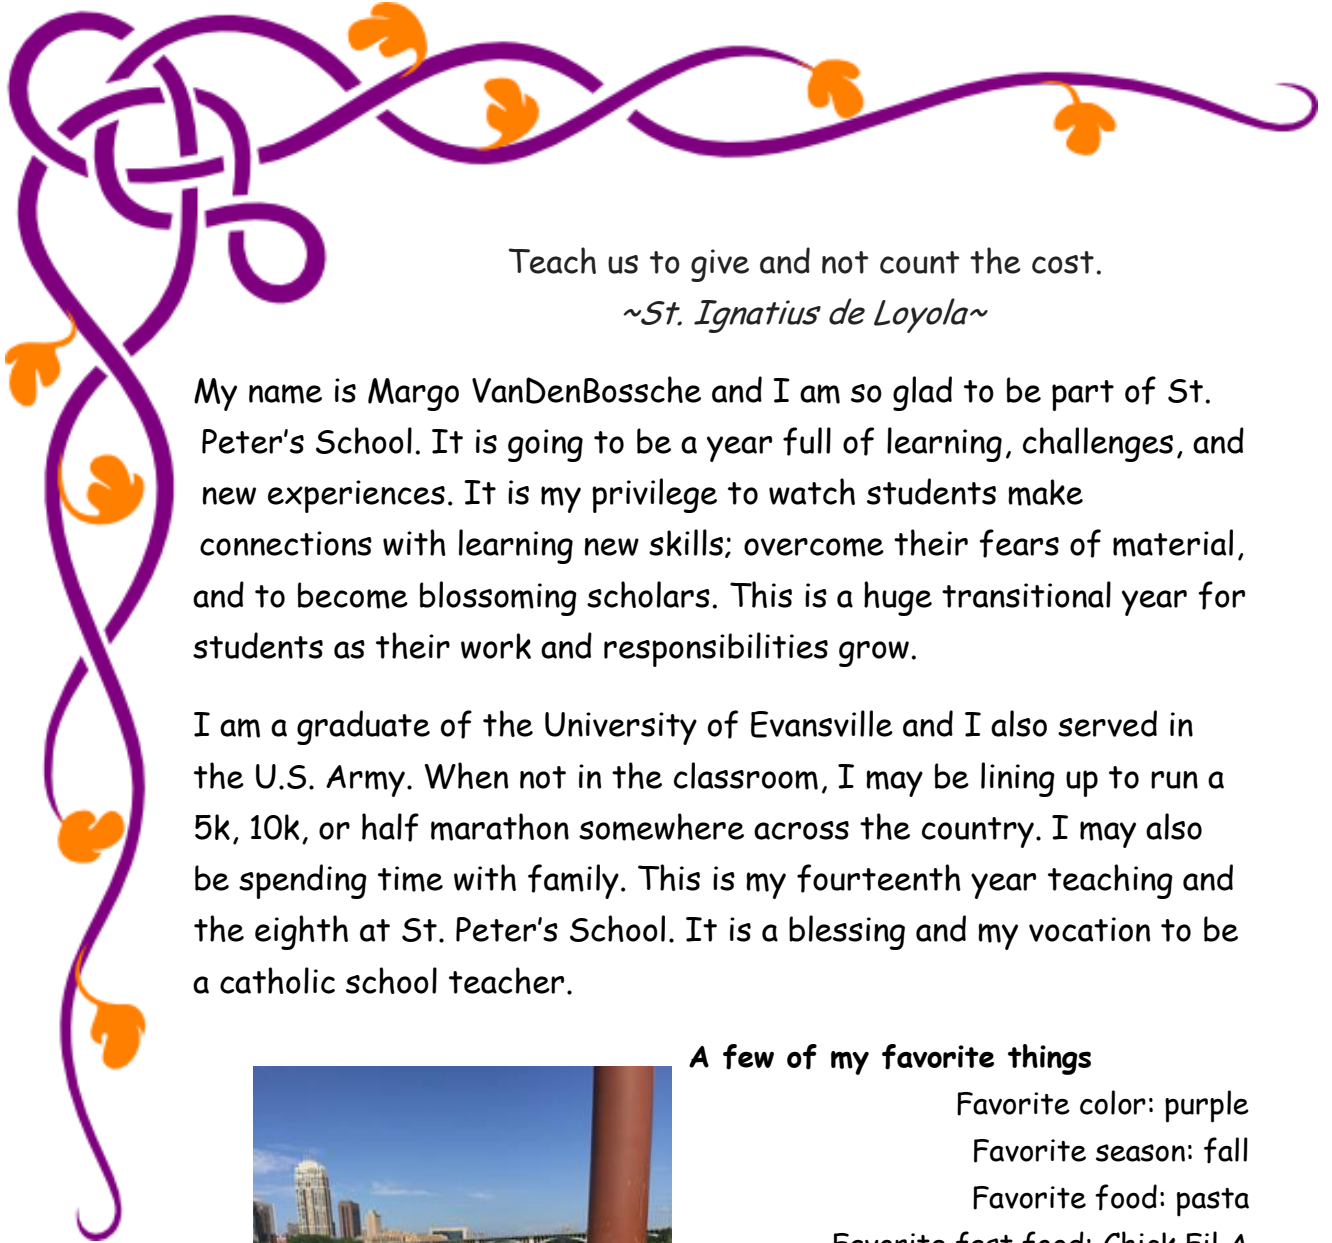 Teach us to give and not count the cost.
~St. Ignatius de Loyola~
My name is Margo VanDenBossche and I am so glad to be part of St.
Peter's School. It is going to be a year full of learning, challenges, and
new experiences. It is my privilege to watch students make
connections with learning new skills; overcome their fears of material,
and to become blossoming scholars. This is a huge transitional year for
students as their work and responsibilities grow.
I am a graduate of the University of Evansville and I also served in
the U.S. Army. When not in the classroom, I may be lining up to run a
5k, 10k, or half marathon somewhere across the country. I may also
be spending time with family. This is my fourteenth year teaching and
the eighth at St. Peter's School. It is a blessing and my vocation to be
a catholic school teacher.
A few of my favorite things
Favorite color: purple
Favorite season: fall
Favorite food: pasta
Favorite fast food: Chick Fil A